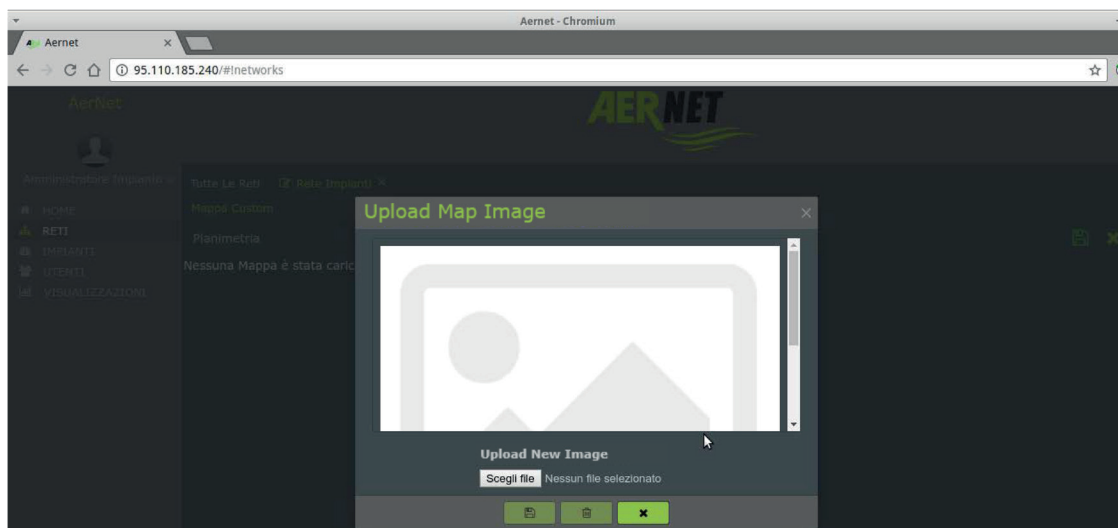 Aernet - Chromium
Aernet
95.110.185.240/#!networks
AerNet
AERNET
Amministratore Impianto
Tutte Le Reti Rete Impianti
HOME
Mappa Custom
Upload Map Image
RETI
Planimetria
IMPIANTI
Nessuna Mappa è stata caric
UTENTI
VISUALIZZAZIONI
Upload New Image
Scegli file Nessun file selezionato